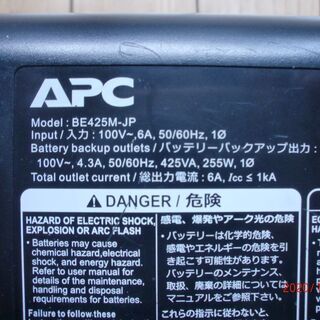 APC
Model : BE425M-JP
Input / 入力 : 100V~,6A, 50/60Hz, 1Ø
Battery backup outlets / バッテリーバックアップ出力 :
100V~, 4.3A, 50/60Hz, 425VA, 255W, 1Ø
Total outlet current / 総出力電流 : 6A, Icc ≤ 1kA
DANGER / 危険
HAZARD OF ELECTRIC SHOCK,
EXPLOSION OR ARC FLASH
• Batteries may cause
chemical hazard,electrical
shock, and energy hazard.
Refer to user manual for
details of the maintenance,
handling and disposal
requirements for batteries.
感電、爆発やアーク光の危険
• バッテリーは化学的危険、
感電やエネルギーの危険を引
き起こす可能性があります。
バッテリーのメンテナンス、
取扱、廃棄の詳細については
マニュアルをご参照下さい。
これらの指示に従わないと
2020/